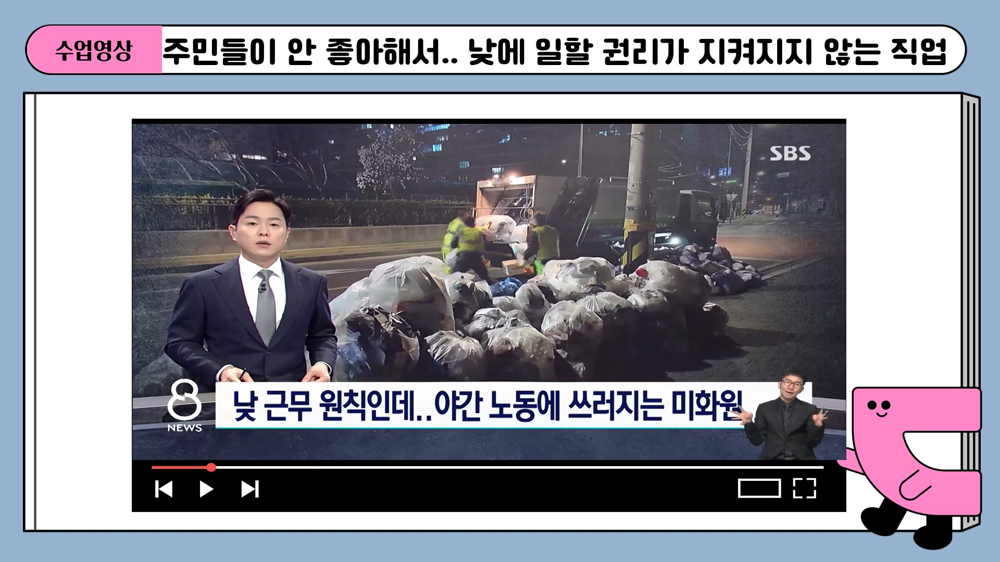 수업영상
주민들이 안 좋아해서.. 낮에 일할 권리가 지켜지지 않는 직업
SBS
8
NEWS
낮 근무 원칙인데..야간 노동에 쓰러지는 미화원